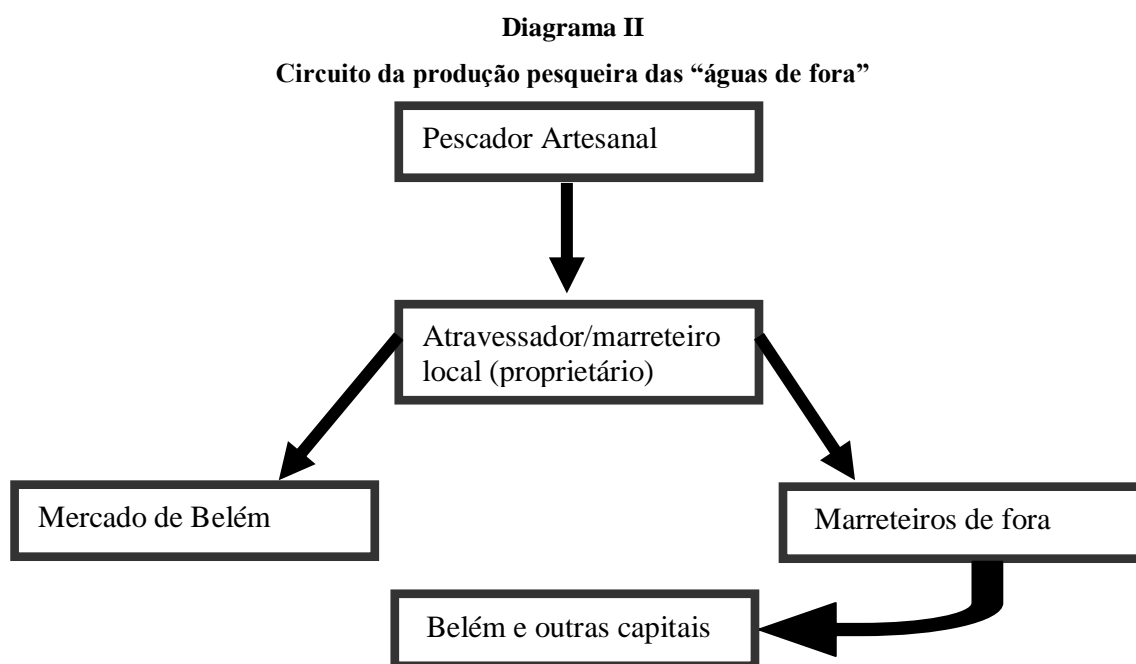 Diagrama II
Circuito da produção pesqueira das “águas de fora”
Pescador Artesanal
Atravessador/marreteiro
local (proprietário)
Mercado de Belém
Marreteiros de fora
Belém e outras capitais